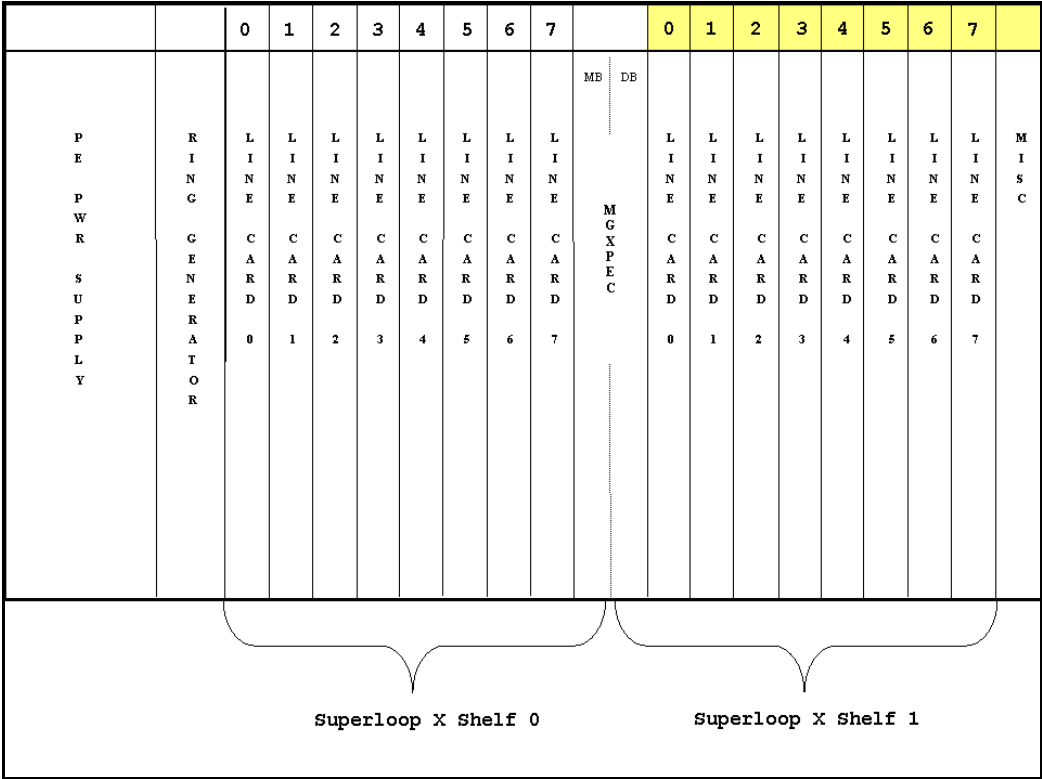 0 1 2 3 4 5 6 7 0 1 2 3 4 5 6 7
MB DB
PE PWR SUPPLY
RING GENERATOR
LINE CARD 0
LINE CARD 1
LINE CARD 2
LINE CARD 3
LINE CARD 4
LINE CARD 5
LINE CARD 6
LINE CARD 7
MGXPEC
LINE CARD 0
LINE CARD 1
LINE CARD 2
LINE CARD 3
LINE CARD 4
LINE CARD 5
LINE CARD 6
LINE CARD 7
MISC
Superloop X Shelf 0
Superloop X Shelf 1